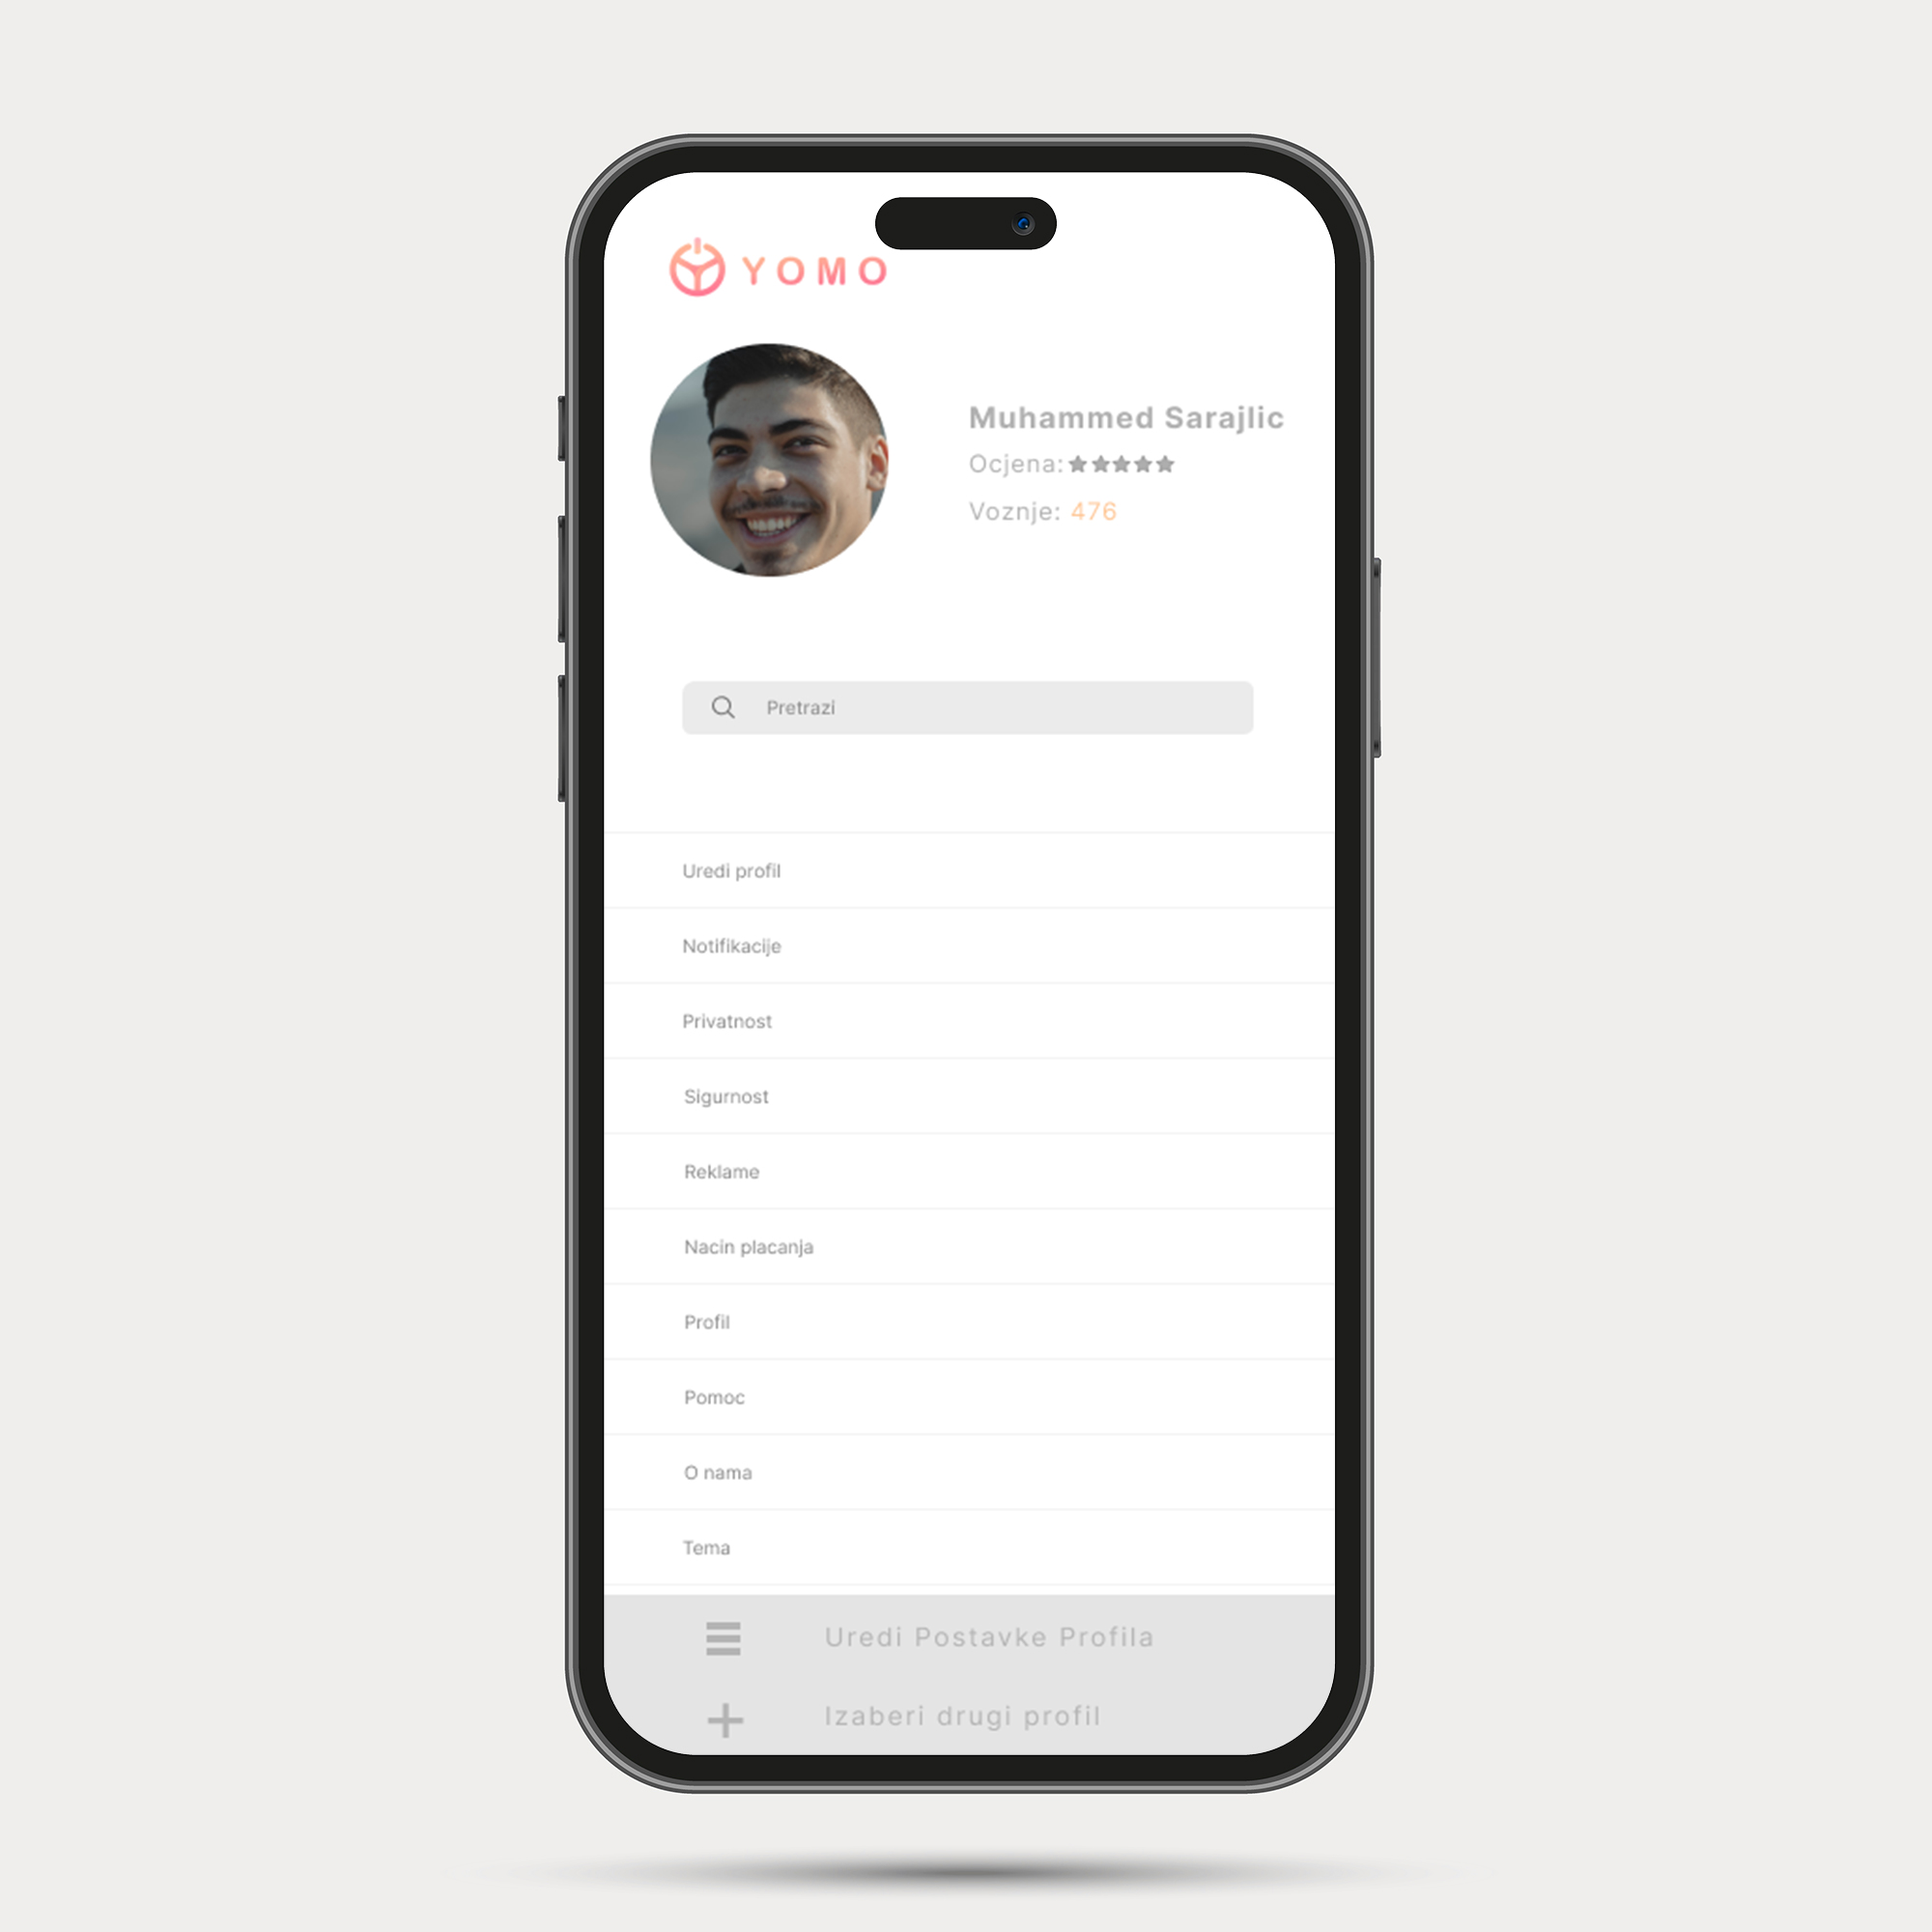 YOMO
Muhammed Sarajlic
Ocjena:★★★★★
Voznje: 476
Pretrazi
Uredi profil
Notifikacije
Privatnost
Sigurnost
Reklame
Nacin placanja
Profil
Pomoc
O nama
Tema
Uredi Postavke Profila
Izaberi drugi profil